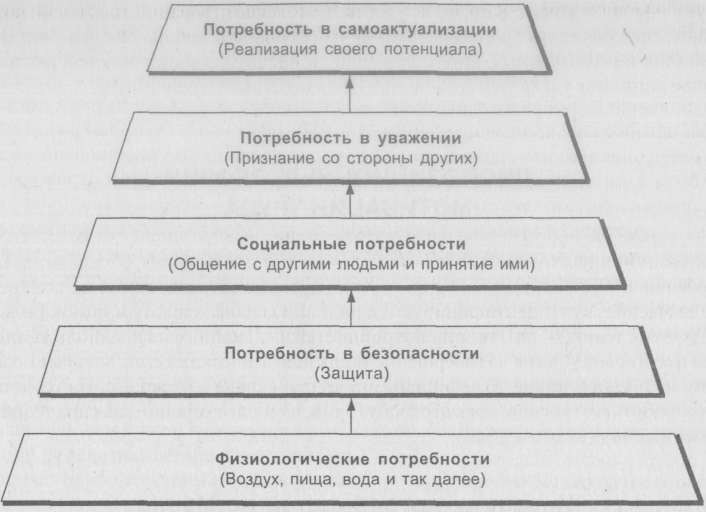 Потребность в самоактуализации
(Реализация своего потенциала)
Потребность в уважении
(Признание со стороны других)
Социальные потребности
(Общение с другими людьми и принятие ими)
Потребность в безопасности
(Защита)
Физиологические потребности
(Воздух, пища, вода и так далее)